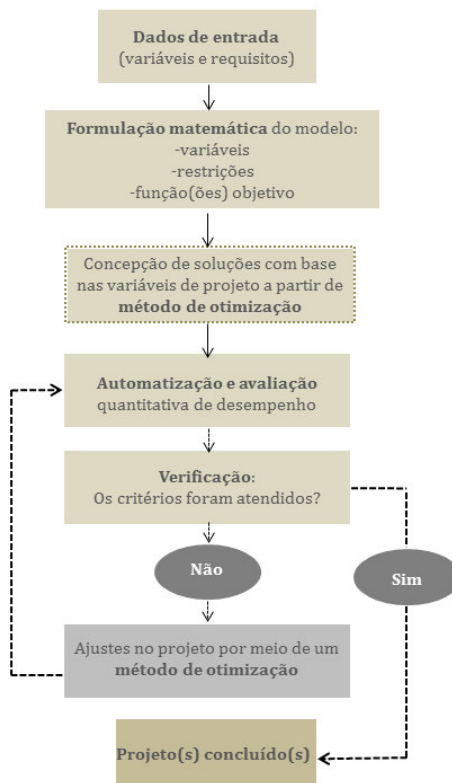 Dados de entrada
(variáveis e requisitos)
Formulação matemática do modelo:
-variáveis
-restrições
-função(ões) objetivo
Concepção de soluções com base
nas variáveis de projeto a partir de
método de otimização
Automatização e avaliação
quantitativa de desempenho
Verificação:
Os critérios foram atendidos?
Não
Sim
Ajustes no projeto por meio de um
método de otimização
Projeto(s) concluído(s)